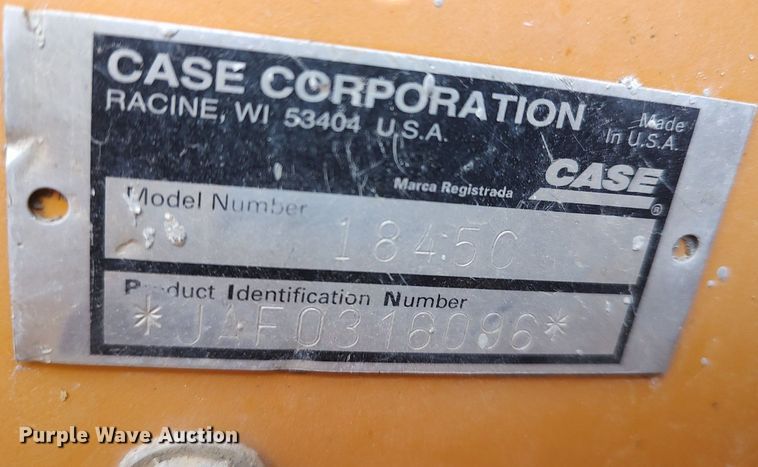 CASE CORPORATION
RACINE, WI 53404 U.S.A.
Made
In U.S.A.
Marca Registrada
CASE
®
Model Number
1845C
Product Identification Number
*JAF0318096*
Purple Wave Auction